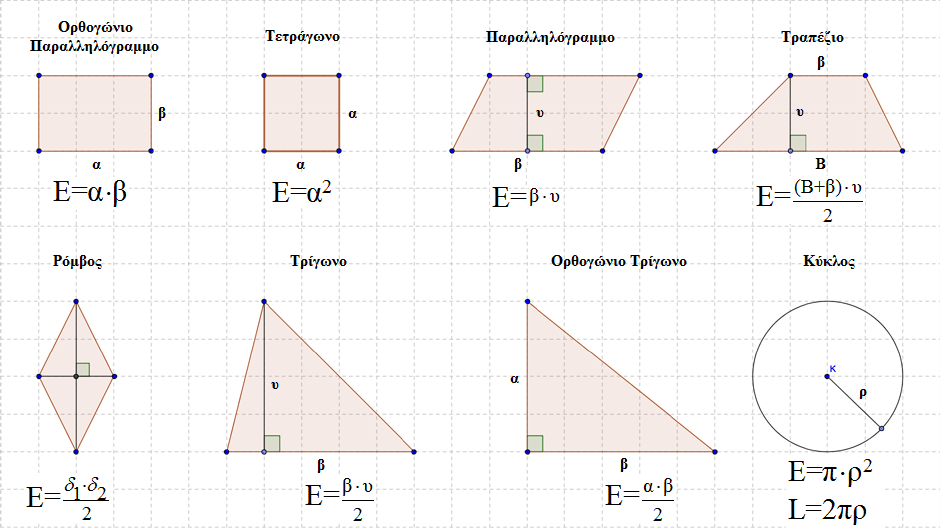 Ορθογώνιο
Παραλληλόγραμμο
β
α
Ε=α·β
Τετράγωνο
α
α
Ε=α²
Παραλληλόγραμμο
υ
β
Ε=β·υ
Τραπέζιο
β
υ
Β
Ε=(Β+β)·υ/2
Ρόμβος
Ε=δ₁·δ₂/2
Τρίγωνο
υ
β
Ε=β·υ/2
Ορθογώνιο Τρίγωνο
α
β
Ε=α·β/2
Κύκλος
Κ
ρ
Ε=π·ρ²
L=2πρ